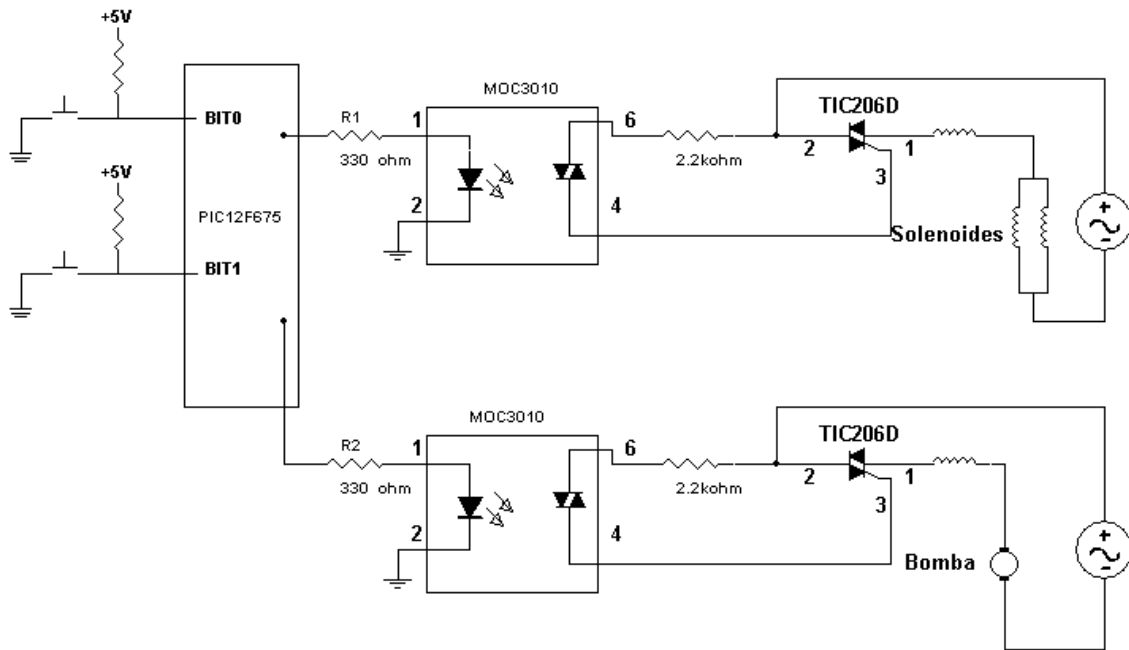 +5V
BIT0
+5V
BIT1
PIC12F675
R1
330 ohm
MOC3010
1
2
6
4
2.2kohm
TIC206D
2
1
3
Solenoides
+
R2
330 ohm
MOC3010
1
2
6
4
2.2kohm
TIC206D
2
1
3
Bomba
+